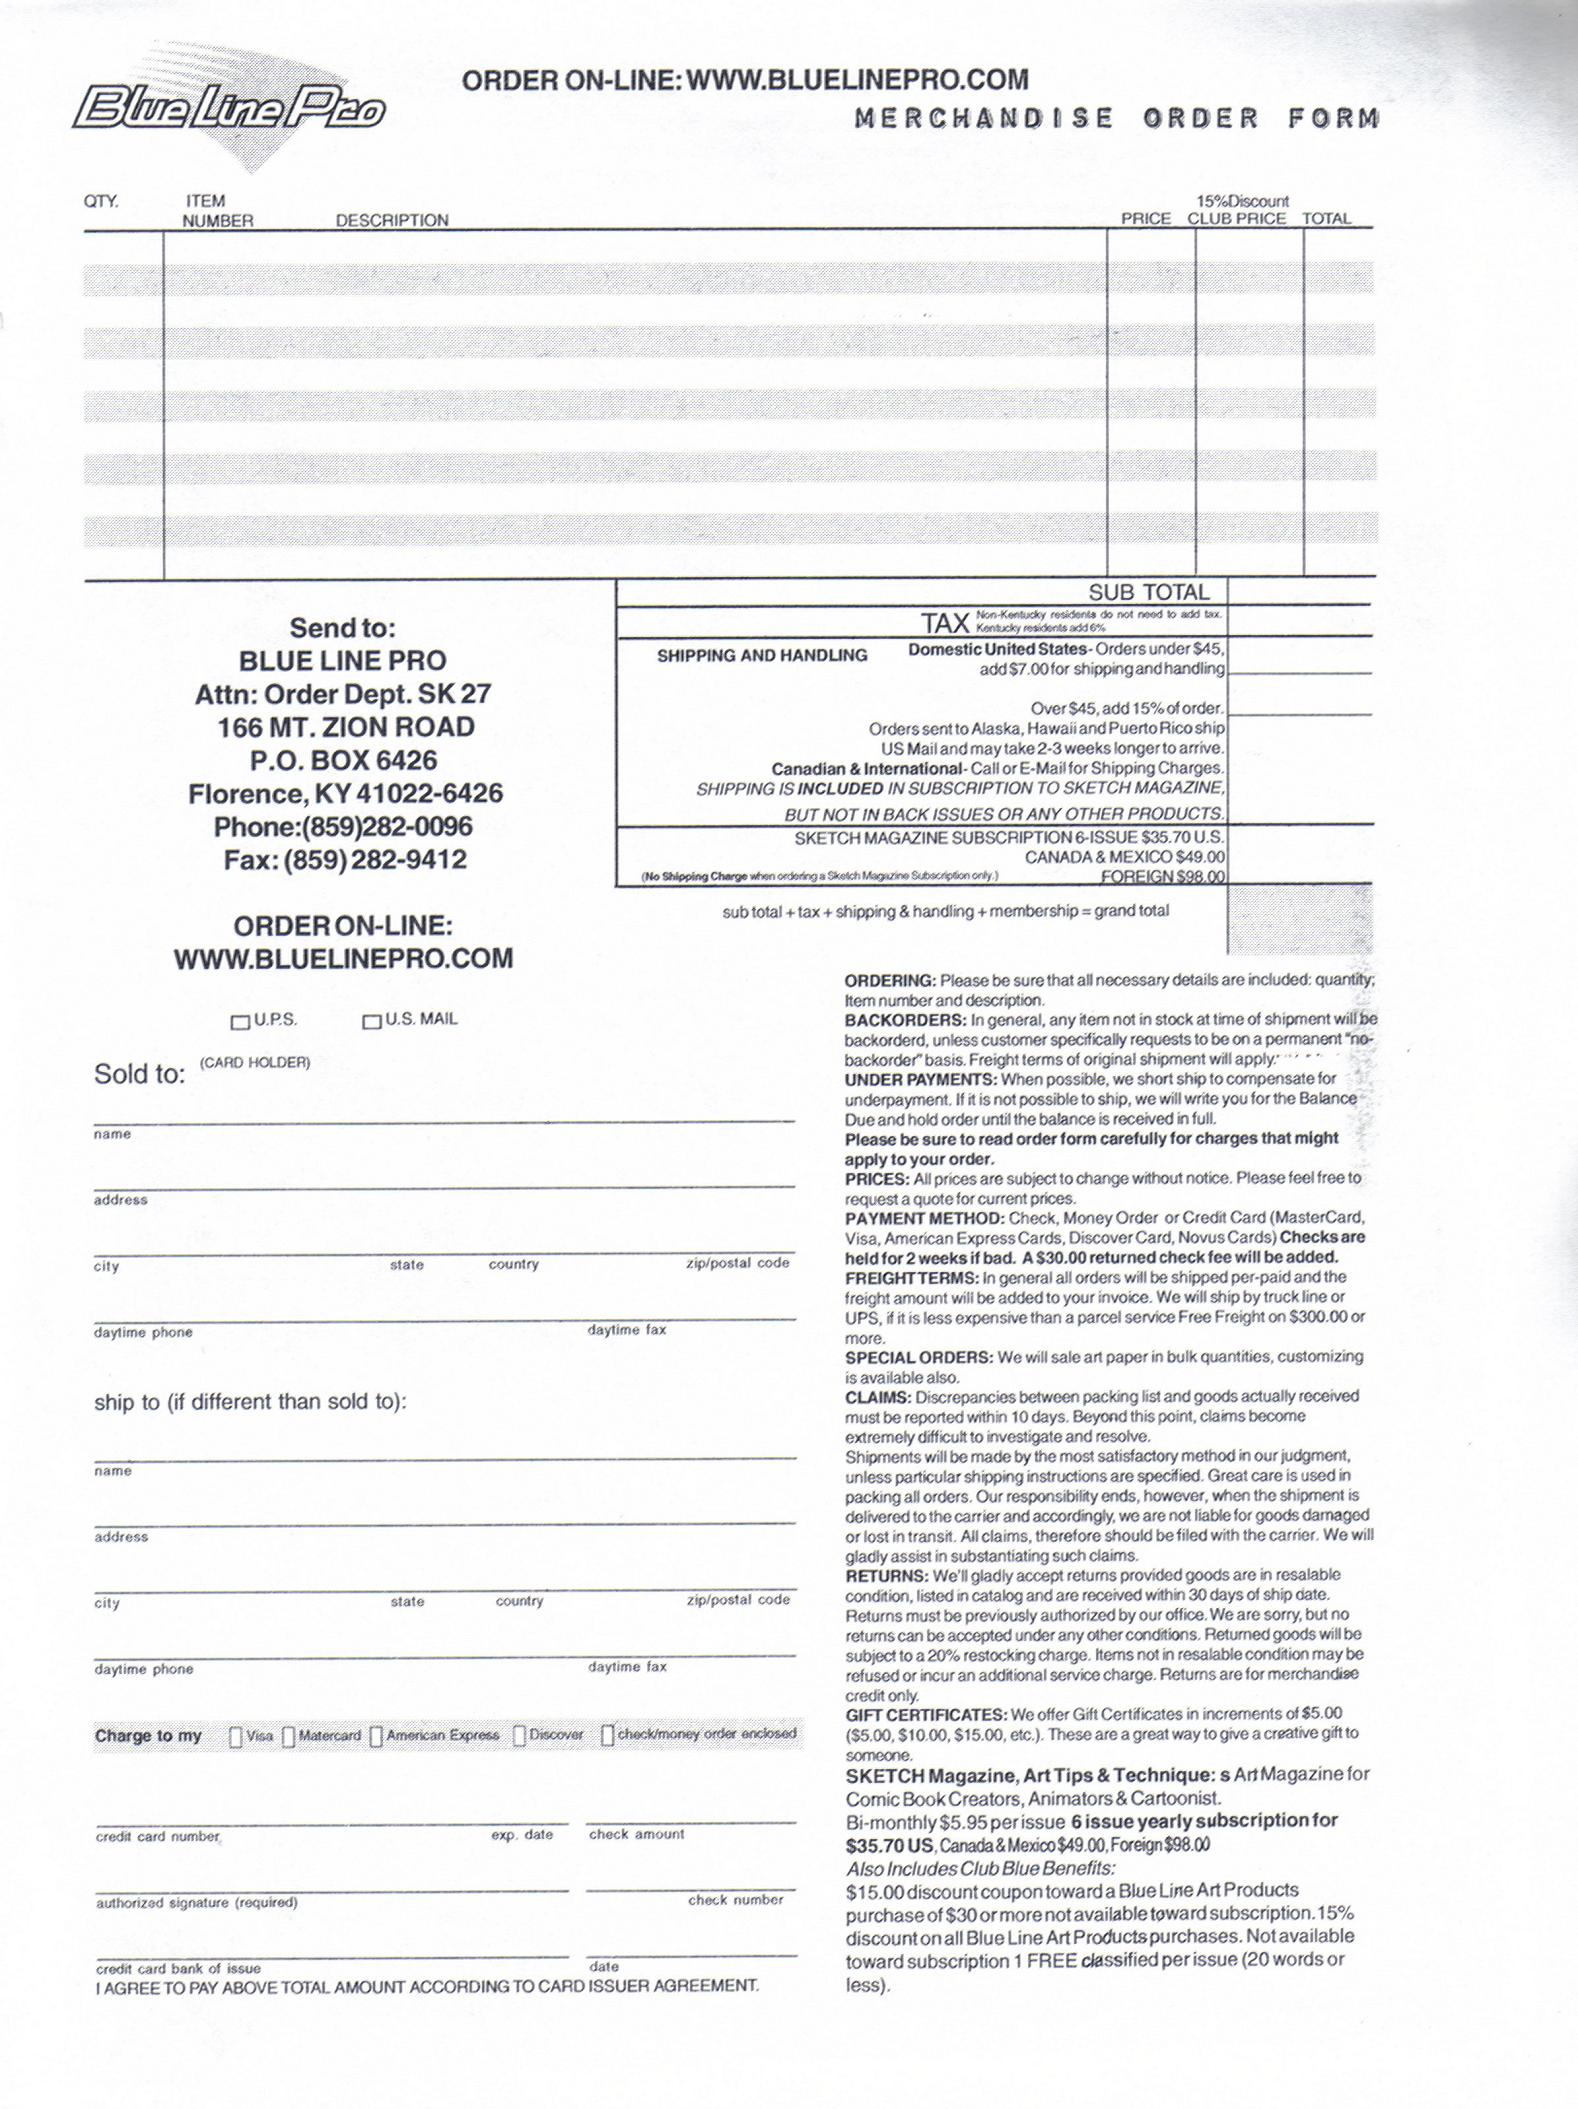 Blue Line Pro
ORDER ON-LINE: WWW.BLUELINEPRO.COM
MERCHANDISE ORDER FORM
QTY.
ITEM
NUMBER
DESCRIPTION
PRICE
15%Discount
CLUB PRICE
TOTAL
SUB TOTAL
TAX Non-Kentucky residents do not need to add tax.
Kentucky residents add 6%
SHIPPING AND HANDLING
Domestic United States- Orders under $45,
add $7.00 for shipping and handling
Over $45, add 15% of order.
Orders sent to Alaska, Hawaii and Puerto Rico ship
US Mail and may take 2-3 weeks longer to arrive.
Canadian & International- Call or E-Mail for Shipping Charges.
SHIPPING IS INCLUDED IN SUBSCRIPTION TO SKETCH MAGAZINE,
BUT NOT IN BACK ISSUES OR ANY OTHER PRODUCTS.
SKETCH MAGAZINE SUBSCRIPTION 6-ISSUE $35.70 U.S.
CANADA & MEXICO $49.00
(No Shipping Charge when ordering a Sketch Magazine Subscription only.) FOREIGN $98.00
sub total + tax + shipping & handling + membership = grand total
Send to:
BLUE LINE PRO
Attn: Order Dept. SK 27
166 MT. ZION ROAD
P.O. BOX 6426
Florence, KY 41022-6426
Phone:(859)282-0096
Fax: (859) 282-9412
ORDER ON-LINE:
WWW.BLUELINEPRO.COM
U.P.S. U.S. MAIL
Sold to: (CARD HOLDER)
name
address
city state country zip/postal code
daytime phone daytime fax
ship to (if different than sold to):
name
address
city state country zip/postal code
daytime phone daytime fax
Charge to my Visa Matercard American Express Discover check/money order enclosed
credit card number exp. date check amount
authorized signature (required) check number
credit card bank of issue date
I AGREE TO PAY ABOVE TOTAL AMOUNT ACCORDING TO CARD ISSUER AGREEMENT.
ORDERING: Please be sure that all necessary details are included: quantity;
Item number and description.
BACKORDERS: In general, any item not in stock at time of shipment will be
backorderd, unless customer specifically requests to be on a permanent "no-
backorder" basis. Freight terms of original shipment will apply.
UNDER PAYMENTS: When possible, we short ship to compensate for
underpayment. If it is not possible to ship, we will write you for the Balance
Due and hold order until the balance is received in full.
Please be sure to read order form carefully for charges that might
apply to your order.
PRICES: All prices are subject to change without notice. Please feel free to
request a quote for current prices.
PAYMENT METHOD: Check, Money Order or Credit Card (MasterCard,
Visa, American Express Cards, Discover Card, Novus Cards) Checks are
held for 2 weeks if bad. A $30.00 returned check fee will be added.
FREIGHT TERMS: In general all orders will be shipped per-paid and the
freight amount will be added to your invoice. We will ship by truck line or
UPS, if it is less expensive than a parcel service Free Freight on $300.00 or
more.
SPECIAL ORDERS: We will sale art paper in bulk quantities, customizing
is available also.
CLAIMS: Discrepancies between packing list and goods actually received
must be reported within 10 days. Beyond this point, claims become
extremely difficult to investigate and resolve.
Shipments will be made by the most satisfactory method in our judgment,
unless particular shipping instructions are specified. Great care is used in
packing all orders. Our responsibility ends, however, when the shipment is
delivered to the carrier and accordingly, we are not liable for goods damaged
or lost in transit. All claims, therefore should be filed with the carrier. We will
gladly assist in substantiating such claims.
RETURNS: We'll gladly accept returns provided goods are in resalable
condition, listed in catalog and are received within 30 days of ship date.
Returns must be previously authorized by our office. We are sorry, but no
returns can be accepted under any other conditions. Returned goods will be
subject to a 20% restocking charge. Items not in resalable condition may be
refused or incur an additional service charge. Returns are for merchandise
credit only.
GIFT CERTIFICATES: We offer Gift Certificates in increments of $5.00
($5.00, $10.00, $15.00, etc.). These are a great way to give a creative gift to
someone.
SKETCH Magazine, Art Tips & Technique: s Art Magazine for
Comic Book Creators, Animators & Cartoonist.
Bi-monthly $5.95 per issue 6 issue yearly subscription for
$35.70 US, Canada & Mexico $49.00, Foreign $98.00
Also Includes Club Blue Benefits:
$15.00 discount coupon toward a Blue Line Art Products
purchase of $30 or more not available toward subscription. 15%
discount on all Blue Line Art Products purchases. Not available
toward subscription 1 FREE classified per issue (20 words or
less).